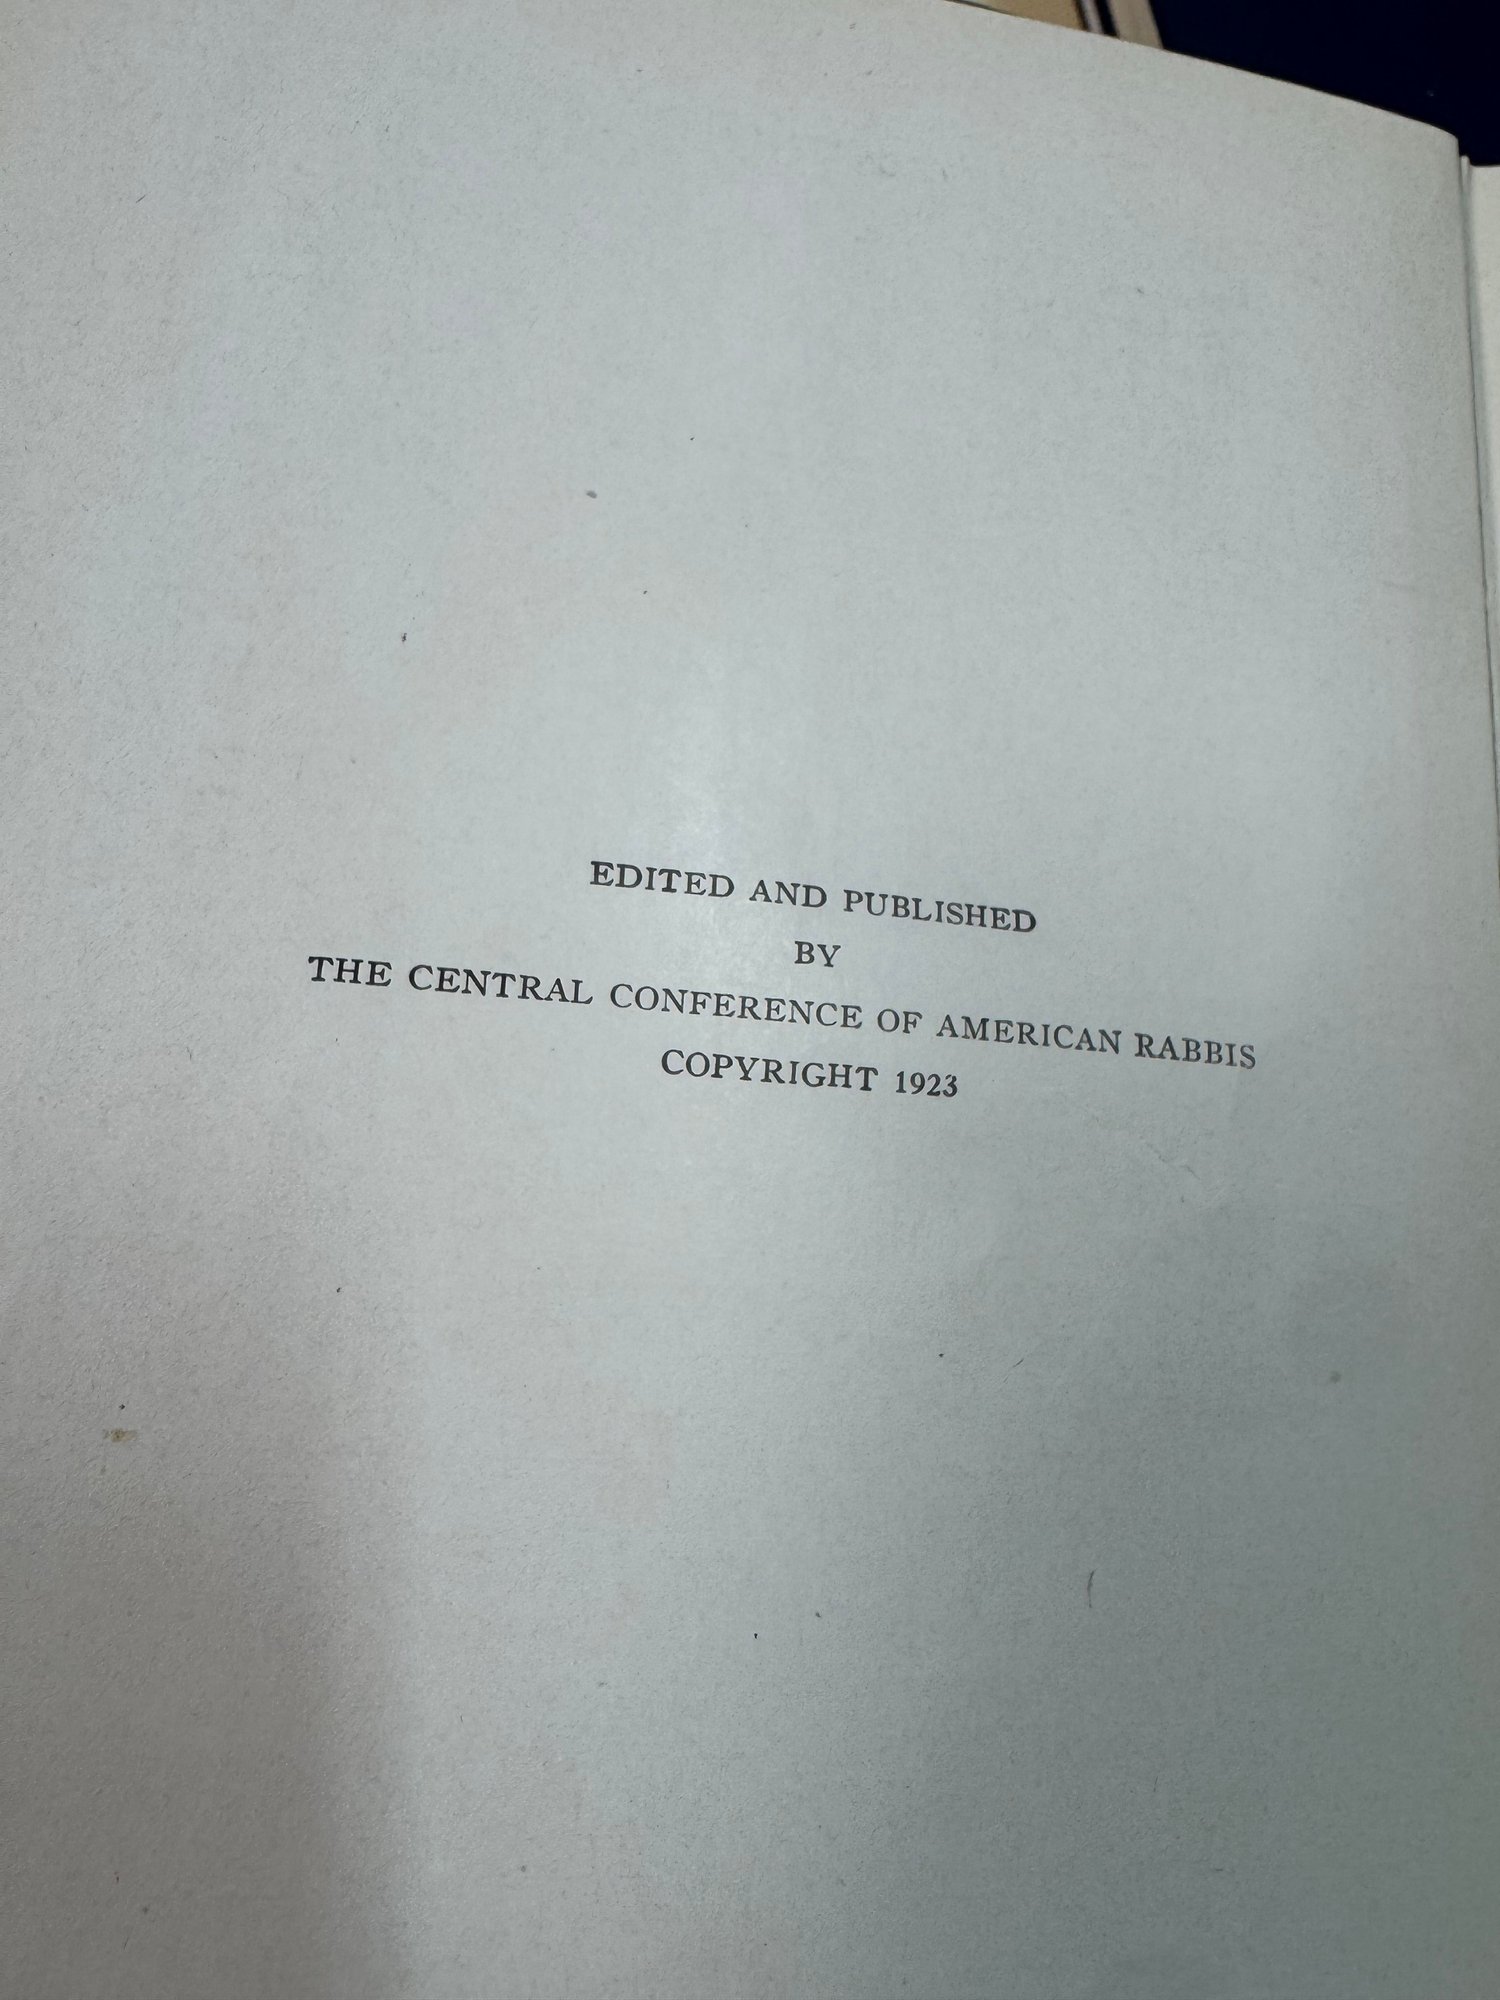 EDITED AND PUBLISHED
BY
THE CENTRAL CONFERENCE OF AMERICAN RABBIS
COPYRIGHT 1923